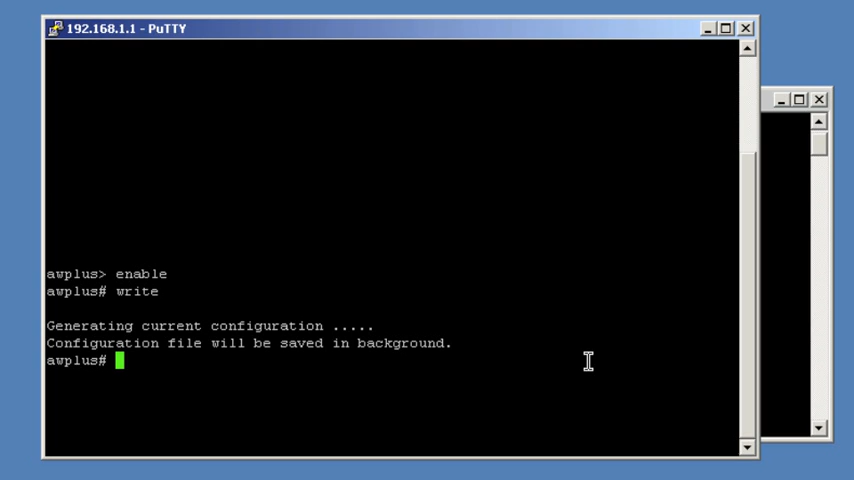 192.168.1.1 - PuTTY
awplus> enable
awplus# write
Generating current configuration .....
Configuration file will be saved in background.
awplus#